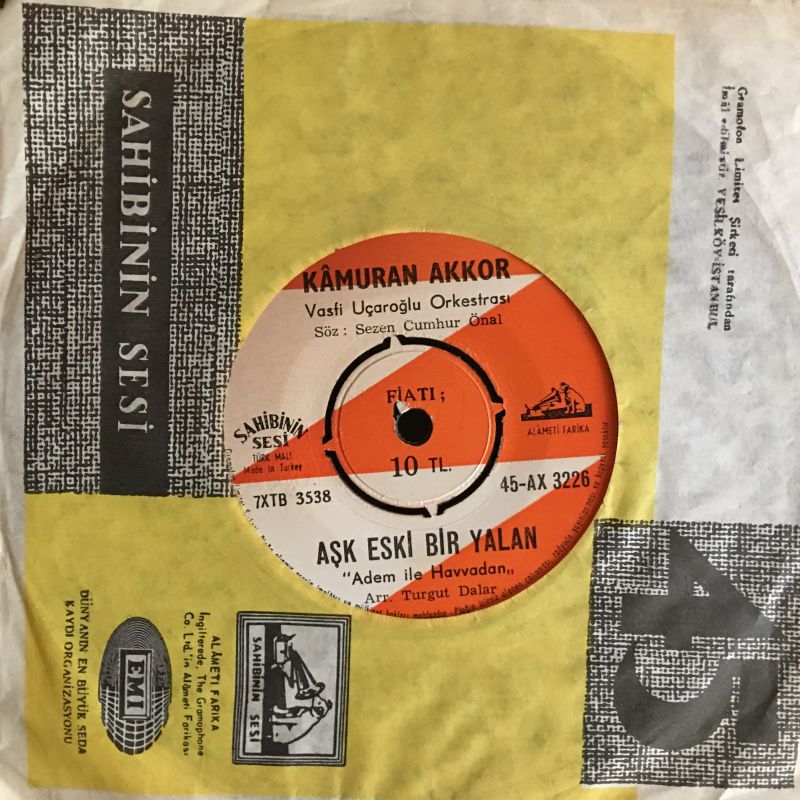 SAHİBİNİN SESİ
Gramofon Limitet Şirketi tarafından
İmâl edilmiştir. YEŞİLKÖY-İSTANBUL
KÂMURAN AKKOR
Vasfi Uçaroğlu Orkestrası
Söz : Sezen Cumhur Önal
FİATI ;
10 TL.
SAHİBİNİN
SESİ
TÜRK MALI
Made in Turkey
ALÂMETİ FARİKA
7XTB 3538
45-AX 3226
AŞK ESKİ BİR YALAN
"Adem ile Havvadan,,
Arr. Turgut Dalar
45
DÜNYANIN EN BÜYÜK SEDA
KAYDI ORGANİZASYONU
EMI
ALÂMETİ FARİKA
İngilterede, The Gramophone
Co. Ltd.'in Alâmeti Farikası
SAHİBİNİN SESİ